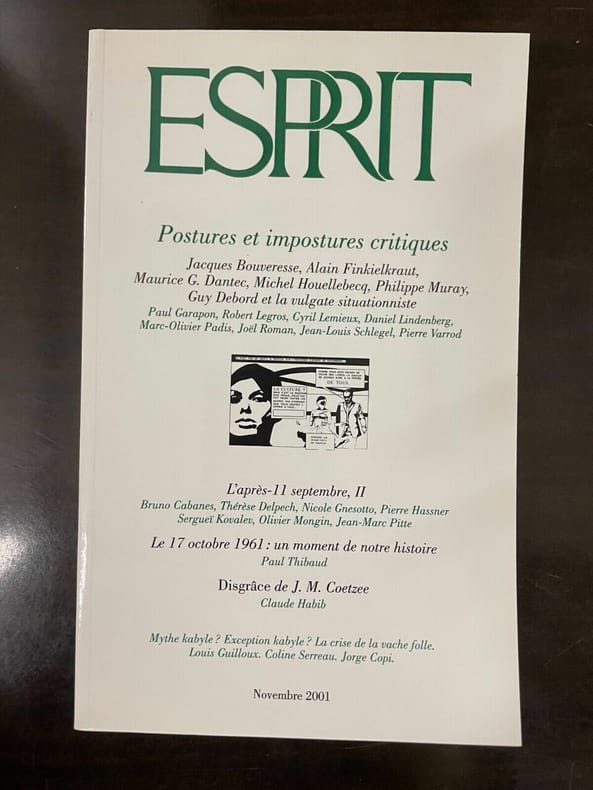 ESPRIT
Postures et impostures critiques
Jacques Bouveresse, Alain Finkielkraut,
Maurice G. Dantec, Michel Houellebecq, Philippe Muray,
Guy Debord et la vulgate situationniste
Paul Garapon, Robert Legros, Cyril Lemieux, Daniel Lindenberg,
Marc-Olivier Padis, Joël Roman, Jean-Louis Schlegel, Pierre Varrod
LA CULTURE ?
DE TOUS.
L'après-11 septembre, II
Bruno Cabanes, Thérèse Delpech, Nicole Gnesotto, Pierre Hassner
Sergueï Kovalev, Olivier Mongin, Jean-Marc Pitte
Le 17 octobre 1961 : un moment de notre histoire
Paul Thibaud
Disgrâce de J. M. Coetzee
Claude Habib
Mythe kabyle ? Exception kabyle ? La crise de la vache folle.
Louis Guilloux. Coline Serreau. Jorge Copi.
Novembre 2001